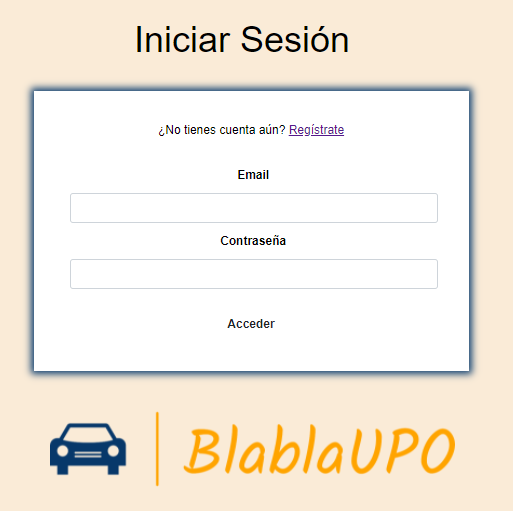 Iniciar Sesión
¿No tienes cuenta aún? Regístrate
Email
Contraseña
Acceder
BlablaUPO